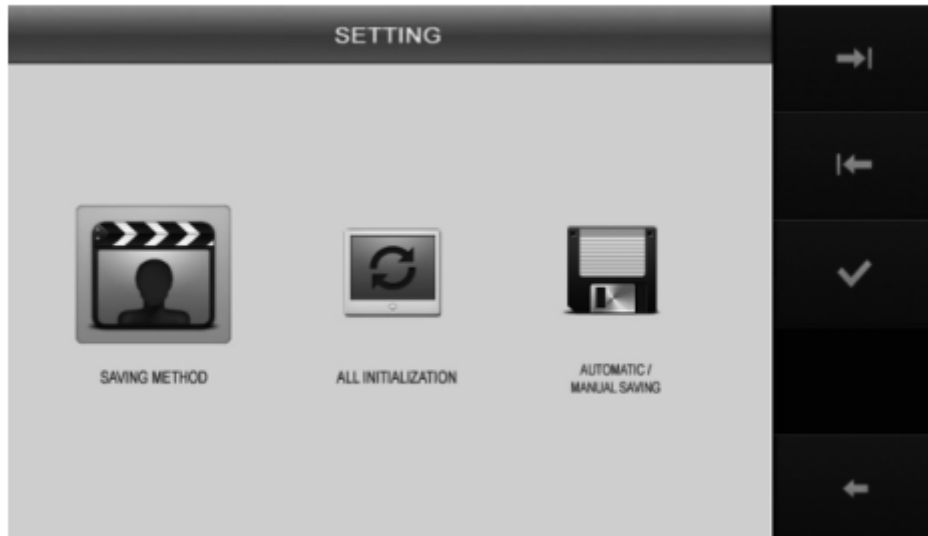 SETTING
SAVING METHOD
ALL INITIALIZATION
AUTOMATIC /
MANUAL SAVING